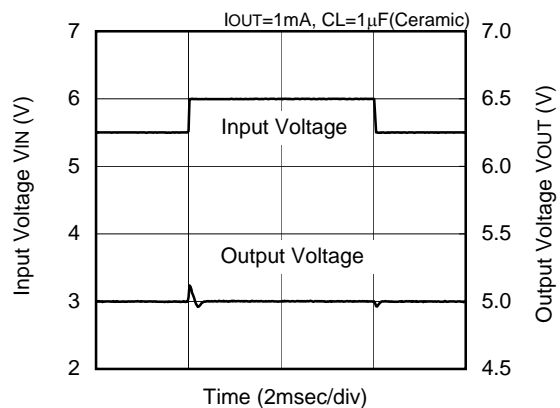 IOUT=1mA, CL=1µF(Ceramic)
7
6
5
4
3
2
Input Voltage VIN (V)
7.0
6.5
6.0
5.5
5.0
4.5
Output Voltage VOUT (V)
Input Voltage
Output Voltage
Time (2msec/div)